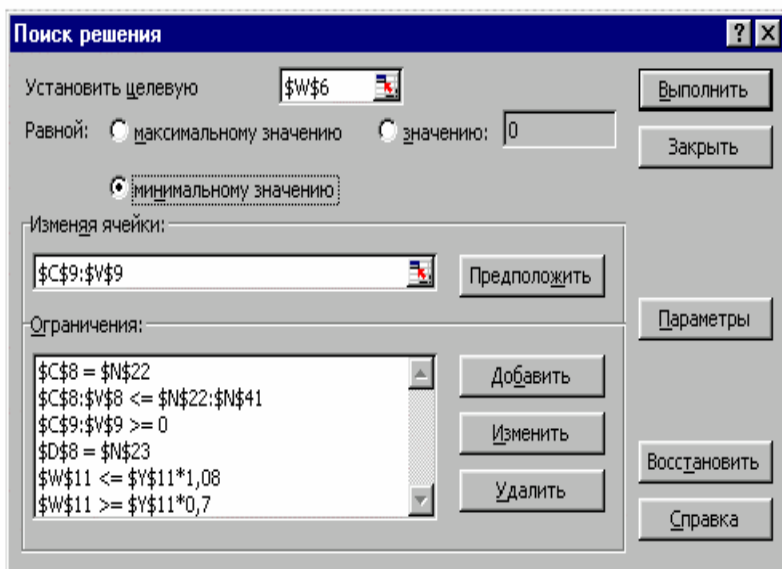 Поиск решения
Установить целевую $W$6 Выполнить
Равной: максимальному значению значению: 0 Закрыть
минимальному значению
Изменяя ячейки:
$C$9:$V$9 Предположить
Ограничения: Параметры
$C$8 = $N$22 Добавить
$C$8:$V$8 <= $N$22:$N$41
$C$9:$V$9 >= 0 Изменить
$D$8 = $N$23 Восстановить
$W$11 <= $Y$11*1,08 Удалить
$W$11 >= $Y$11*0,7 Справка